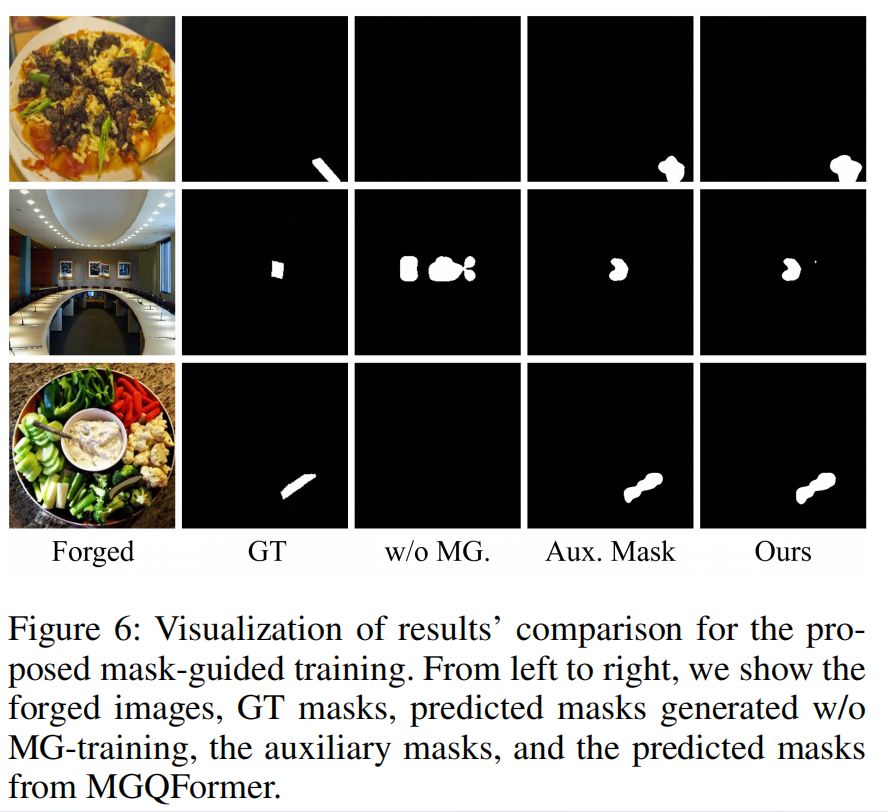 Forged GT w/o MG. Aux. Mask Ours
Figure 6: Visualization of results’ comparison for the pro-
posed mask-guided training. From left to right, we show the
forged images, GT masks, predicted masks generated w/o
MG-training, the auxiliary masks, and the predicted masks
from MGQFormer.